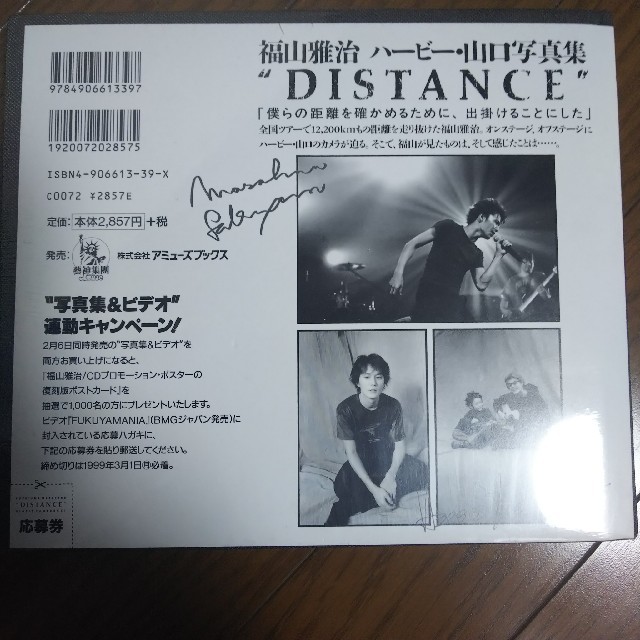 9784906613397
1920072028575
ISBN4-906613-39-X
C0072 ¥2857E
定価:本体2,857円+税
発売: 株式会社 アミューズブックス
福山雅治 ハービー・山口写真集
"DISTANCE"
「僕らの距離を確かめるために、出掛けることにした」
全国ツアーで12,200kmもの距離を走り抜けた福山雅治。オンステージ、オフステージに
ハービー・山口のカメラが迫る。そこで、福山が見たものは、そして感じたことは……。
"写真集&ビデオ"
運動キャンペーン!
2月6日同時発売の"写真集&ビデオ"を
両方お買い上げになると、
「福山雅治/CDプロモーション・ポスターの
復刻版ポストカード」を
抽選で1,000名の方にプレゼントいたします。
ビデオ「FUKUYAMANIA」(BMGジャパン発売)に
封入されている応募ハガキに、
下記の応募券を貼り郵送してください。
締め切りは1999年3月1日㈪必着。
"DISTANCE"
応募券